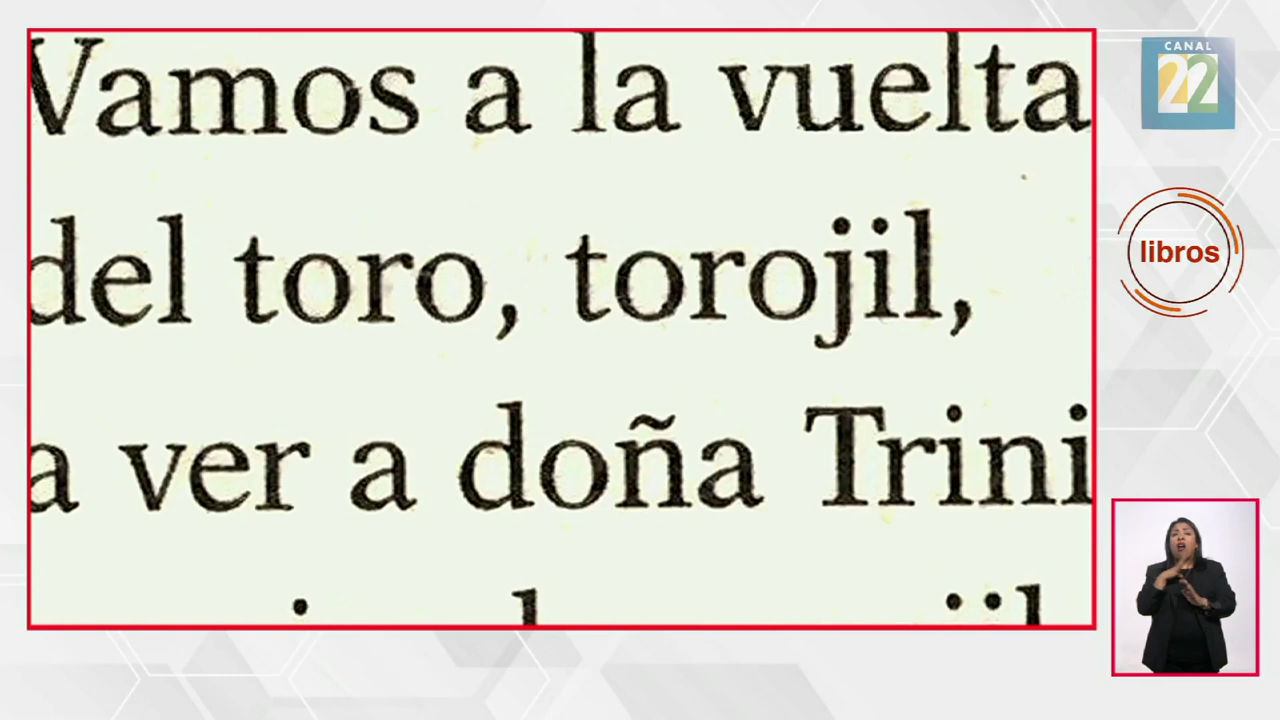 Vamos a la vuelta
del toro, torojil,
a ver a doña Trini
CANAL
22
libros